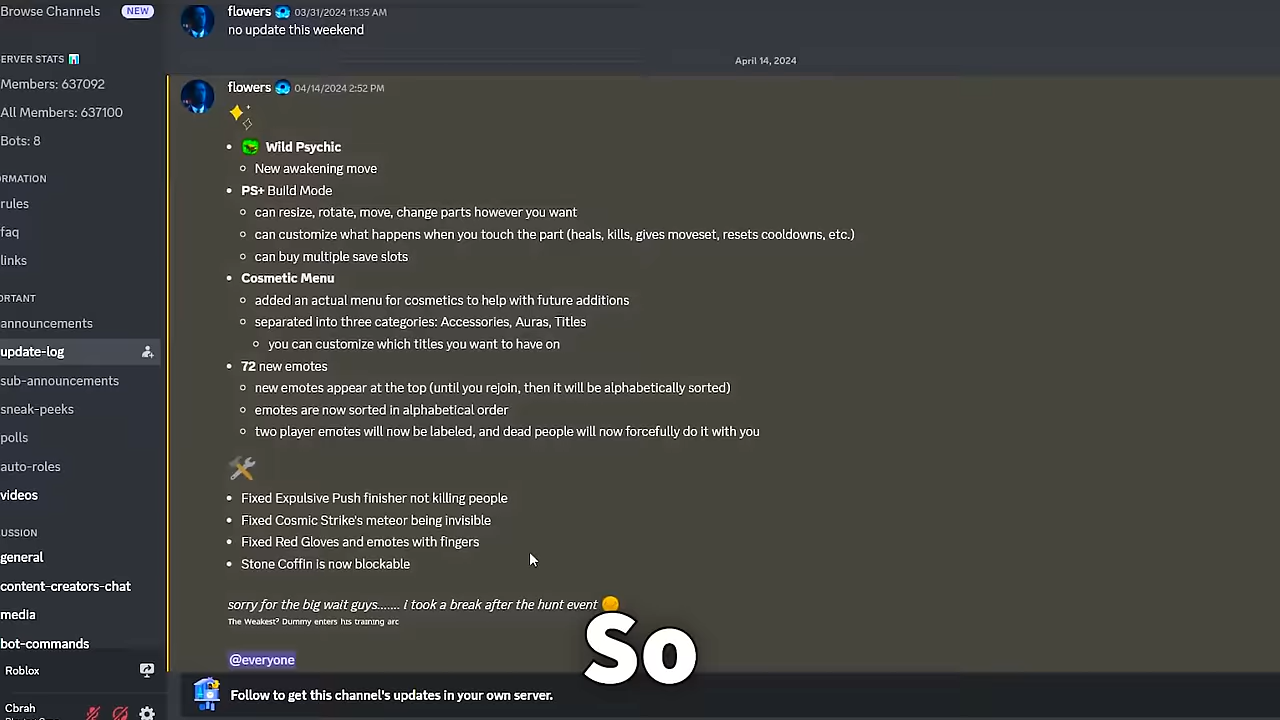 Browse Channels NEW
ERVER STATS
Members: 637092
All Members: 637100
Bots: 8
ORMATION
rules
faq
links
ORTANT
announcements
update-log
sub-announcements
sneak-peeks
polls
auto-roles
videos
USSION
general
content-creators-chat
media
bot-commands
Roblox
Cbrah
flowers 03/31/2024 11:35 AM
no update this weekend
April 14, 2024
flowers 04/14/2024 2:52 PM
• Wild Psychic
○ New awakening move
• PS+ Build Mode
○ can resize, rotate, move, change parts however you want
○ can customize what happens when you touch the part (heals, kills, gives moveset, resets cooldowns, etc.)
○ can buy multiple save slots
• Cosmetic Menu
○ added an actual menu for cosmetics to help with future additions
○ separated into three categories: Accessories, Auras, Titles
○ you can customize which titles you want to have on
• 72 new emotes
○ new emotes appear at the top (until you rejoin, then it will be alphabetically sorted)
○ emotes are now sorted in alphabetical order
○ two player emotes will now be labeled, and dead people will now forcefully do it with you
• Fixed Expulsive Push finisher not killing people
• Fixed Cosmic Strike's meteor being invisible
• Fixed Red Gloves and emotes with fingers
• Stone Coffin is now blockable
sorry for the big wait guys....... I took a break after the hunt event
The Weakest? Dummy enters his training arc
@everyone
So
Follow to get this channel's updates in your own server.